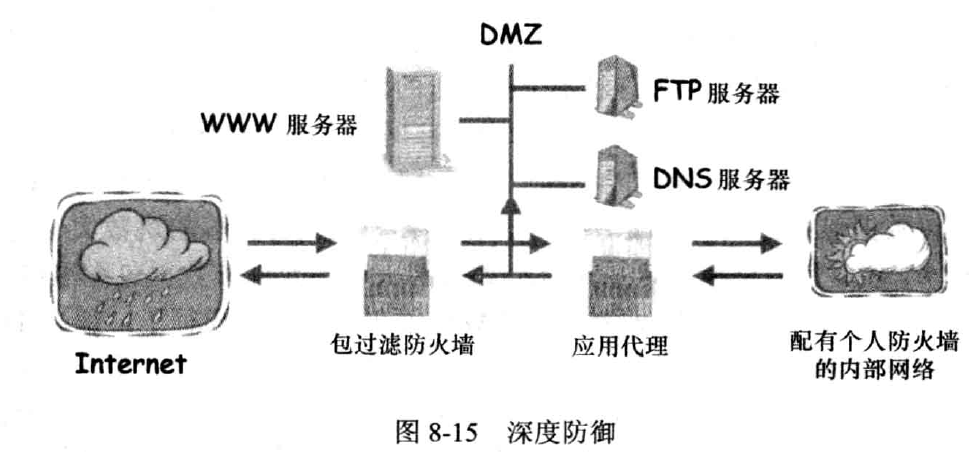 DMZ
FTP 服务器
WWW 服务器
DNS 服务器
Internet
包过滤防火墙
应用代理
配有个人防火墙
的内部网络
图 8-15 深度防御